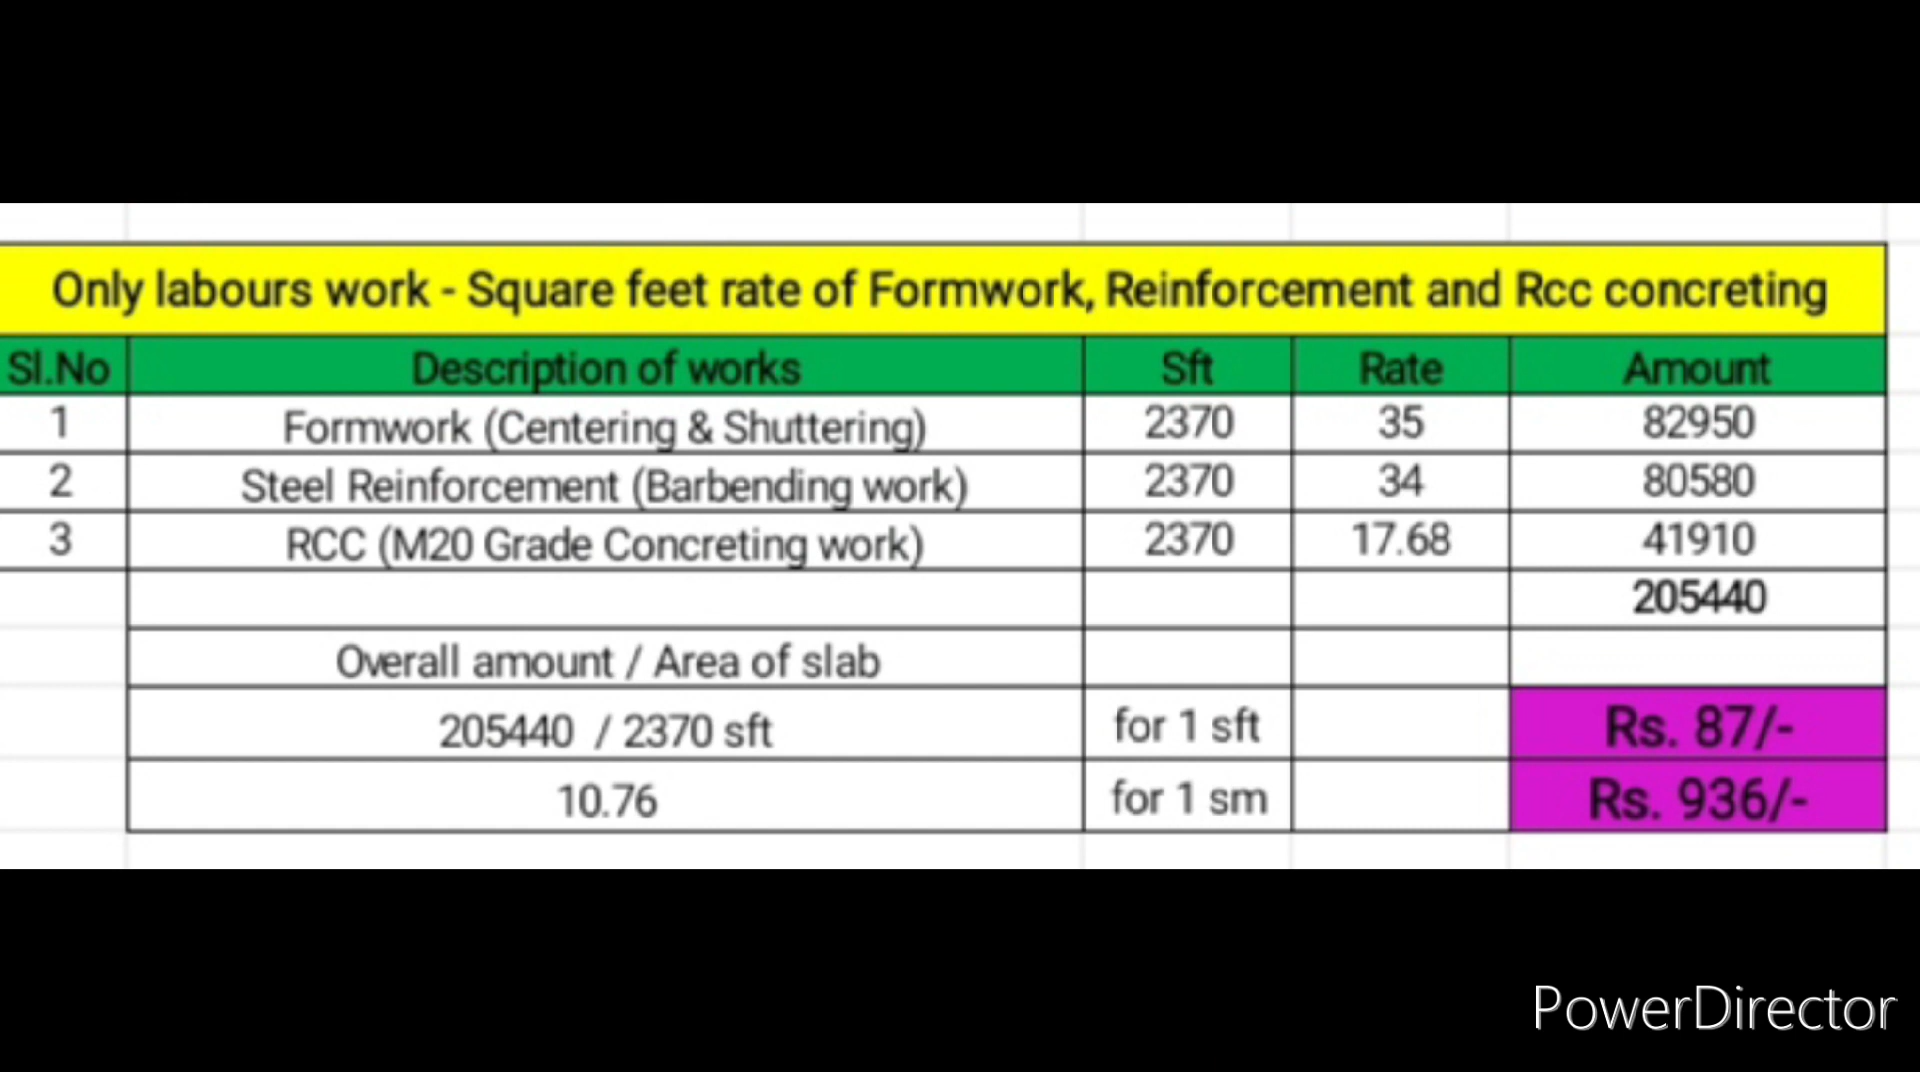 Only labours work - Square feet rate of Formwork, Reinforcement and Rcc concreting
Sl.No Description of works Sft Rate Amount
1 Formwork (Centering & Shuttering) 2370 35 82950
2 Steel Reinforcement (Barbending work) 2370 34 80580
3 RCC (M20 Grade Concreting work) 2370 17.68 41910
205440
Overall amount / Area of slab
205440 / 2370 sft for 1 sft Rs. 87/-
10.76 for 1 sm Rs. 936/-
PowerDirector